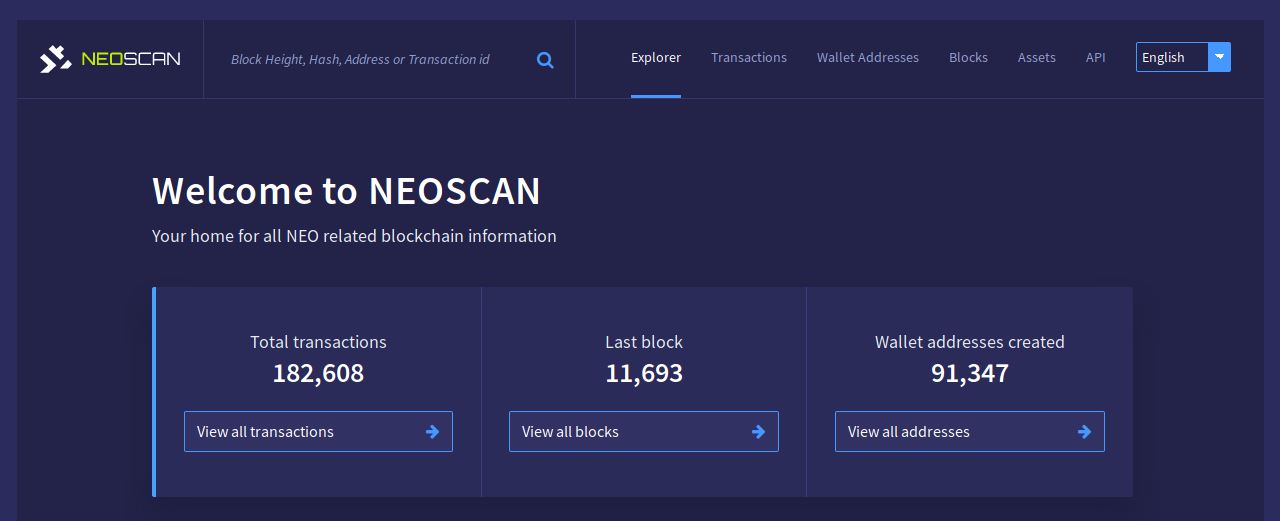 NEOSCAN
Block Height, Hash, Address or Transaction id
Explorer
Transactions
Wallet Addresses
Blocks
Assets
API
English
Welcome to NEOSCAN
Your home for all NEO related blockchain information
Total transactions
182,608
View all transactions
Last block
11,693
View all blocks
Wallet addresses created
91,347
View all addresses